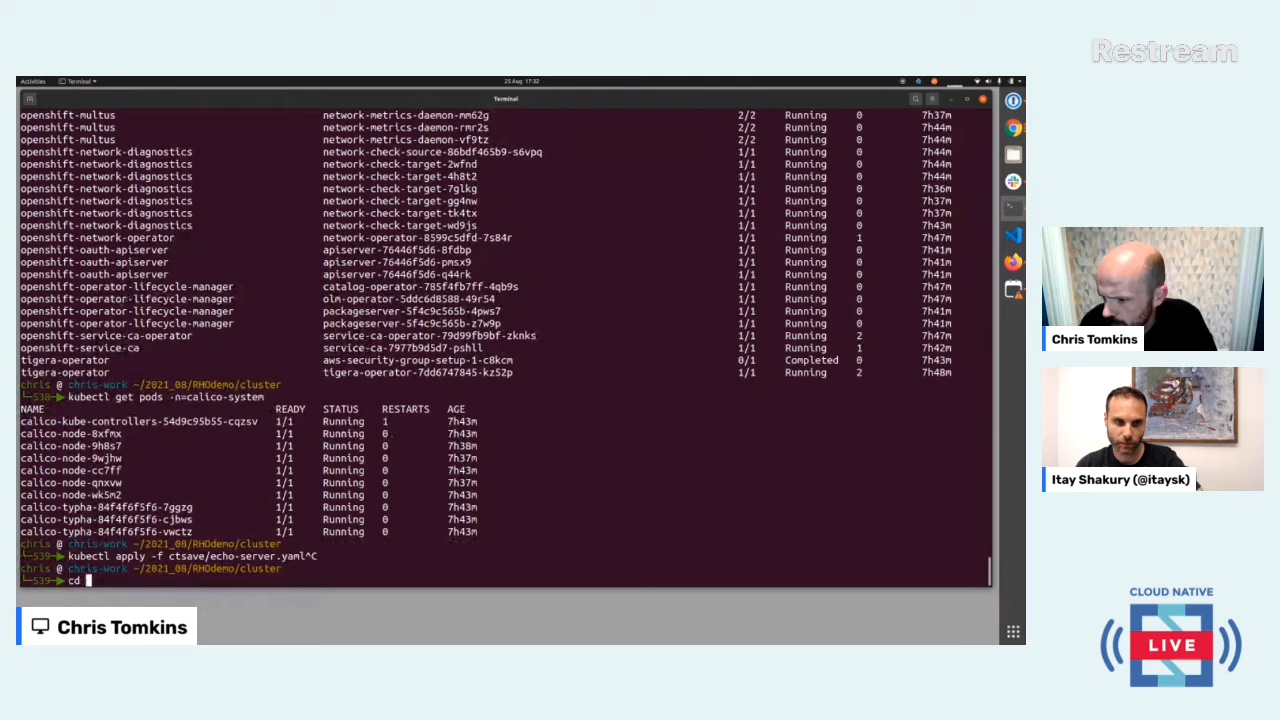 Restream
Activities Terminal 25 Aug 17:32
Terminal
openshift-multus network-metrics-daemon-mm62g 2/2 Running 0 7h37m
openshift-multus network-metrics-daemon-rmr2s 2/2 Running 0 7h44m
openshift-multus network-metrics-daemon-vf9tz 2/2 Running 0 7h43m
openshift-network-diagnostics network-check-source-86bdf465b9-s6vpq 1/1 Running 0 7h44m
openshift-network-diagnostics network-check-target-2wfnd 1/1 Running 0 7h44m
openshift-network-diagnostics network-check-target-4h8t2 1/1 Running 0 7h44m
openshift-network-diagnostics network-check-target-7glkg 1/1 Running 0 7h36m
openshift-network-diagnostics network-check-target-gg4nw 1/1 Running 0 7h37m
openshift-network-diagnostics network-check-target-tk4tx 1/1 Running 0 7h37m
openshift-network-diagnostics network-check-target-wd9js 1/1 Running 0 7h43m
openshift-network-operator network-operator-8599c5dfd-7s84r 1/1 Running 1 7h47m
openshift-oauth-apiserver apiserver-76446f5d6-8fdbp 1/1 Running 0 7h41m
openshift-oauth-apiserver apiserver-76446f5d6-pmsx9 1/1 Running 0 7h41m
openshift-oauth-apiserver apiserver-76446f5d6-q44rk 1/1 Running 0 7h41m
openshift-operator-lifecycle-manager catalog-operator-785f4fb7ff-4qb9s 1/1 Running 0 7h47m
openshift-operator-lifecycle-manager olm-operator-5ddc6d8588-49r54 1/1 Running 0 7h47m
openshift-operator-lifecycle-manager packageserver-5f4c9c565b-4pws7 1/1 Running 0 7h41m
openshift-operator-lifecycle-manager packageserver-5f4c9c565b-z7w9p 1/1 Running 0 7h41m
openshift-service-ca-operator service-ca-operator-79d99fb9bf-zknks 1/1 Running 2 7h47m
openshift-service-ca service-ca-7977b9d5d7-pshll 1/1 Running 1 7h42m
tigera-operator aws-security-group-setup-1-c8kcm 0/1 Completed 0 7h43m
tigera-operator tigera-operator-7dd6747845-kz52p 1/1 Running 2 7h48m
chris @ chris-work ~/2021_08/RHOdemo/cluster
538 kubectl get pods -n=calico-system
NAME READY STATUS RESTARTS AGE
calico-kube-controllers-54d9c95b55-cqzsv 1/1 Running 1 7h43m
calico-node-8xfmx 1/1 Running 0 7h43m
calico-node-9h8s7 1/1 Running 0 7h38m
calico-node-9wjhw 1/1 Running 0 7h37m
calico-node-cc7ff 1/1 Running 0 7h43m
calico-node-qnxvw 1/1 Running 0 7h37m
calico-node-wk5m2 1/1 Running 0 7h43m
calico-typha-84f4f6f5f6-7ggzg 1/1 Running 0 7h43m
calico-typha-84f4f6f5f6-cjbws 1/1 Running 0 7h43m
calico-typha-84f4f6f5f6-vwctz 1/1 Running 0 7h43m
chris @ chris-work ~/2021_08/RHOdemo/cluster
539 kubectl apply -f ctsave/echo-server.yaml^C
chris @ chris-work ~/2021_08/RHOdemo/cluster
539 cd
Chris Tomkins
Chris Tomkins
Itay Shakury (@itaysk)
CLOUD NATIVE
LIVE